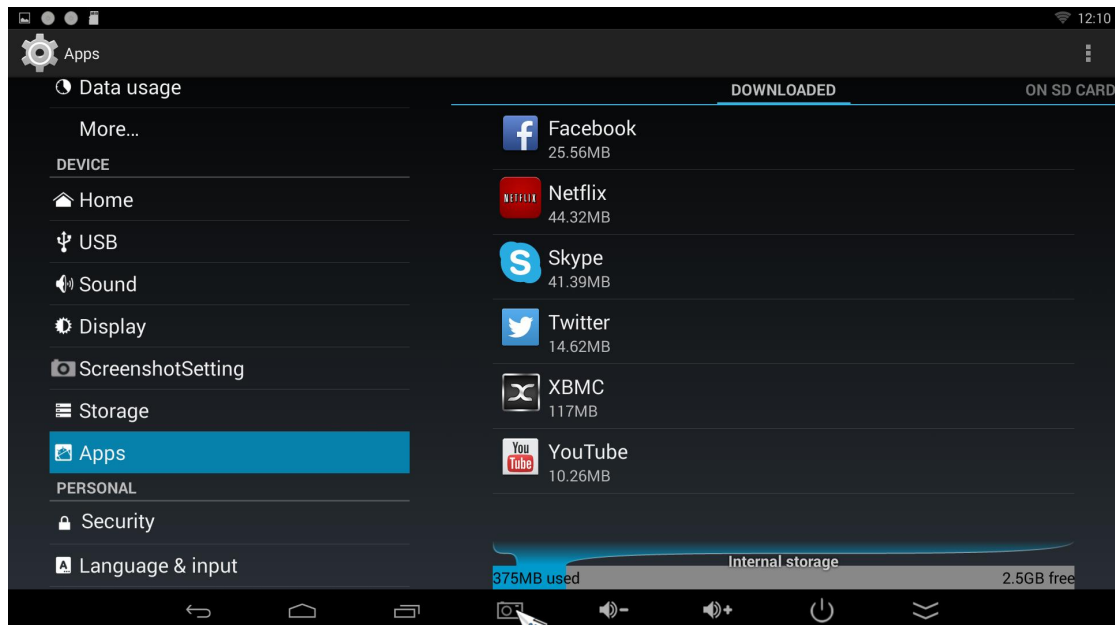 12:10
Apps
Data usage
More...
DEVICE
Home
USB
Sound
Display
ScreenshotSetting
Storage
Apps
PERSONAL
Security
Language & input
DOWNLOADED
ON SD CARD
Facebook
25.56MB
NETFLIX
Netflix
44.32MB
Skype
41.39MB
Twitter
14.62MB
XBMC
117MB
You
Tube
YouTube
10.26MB
Internal storage
375MB used
2.5GB free